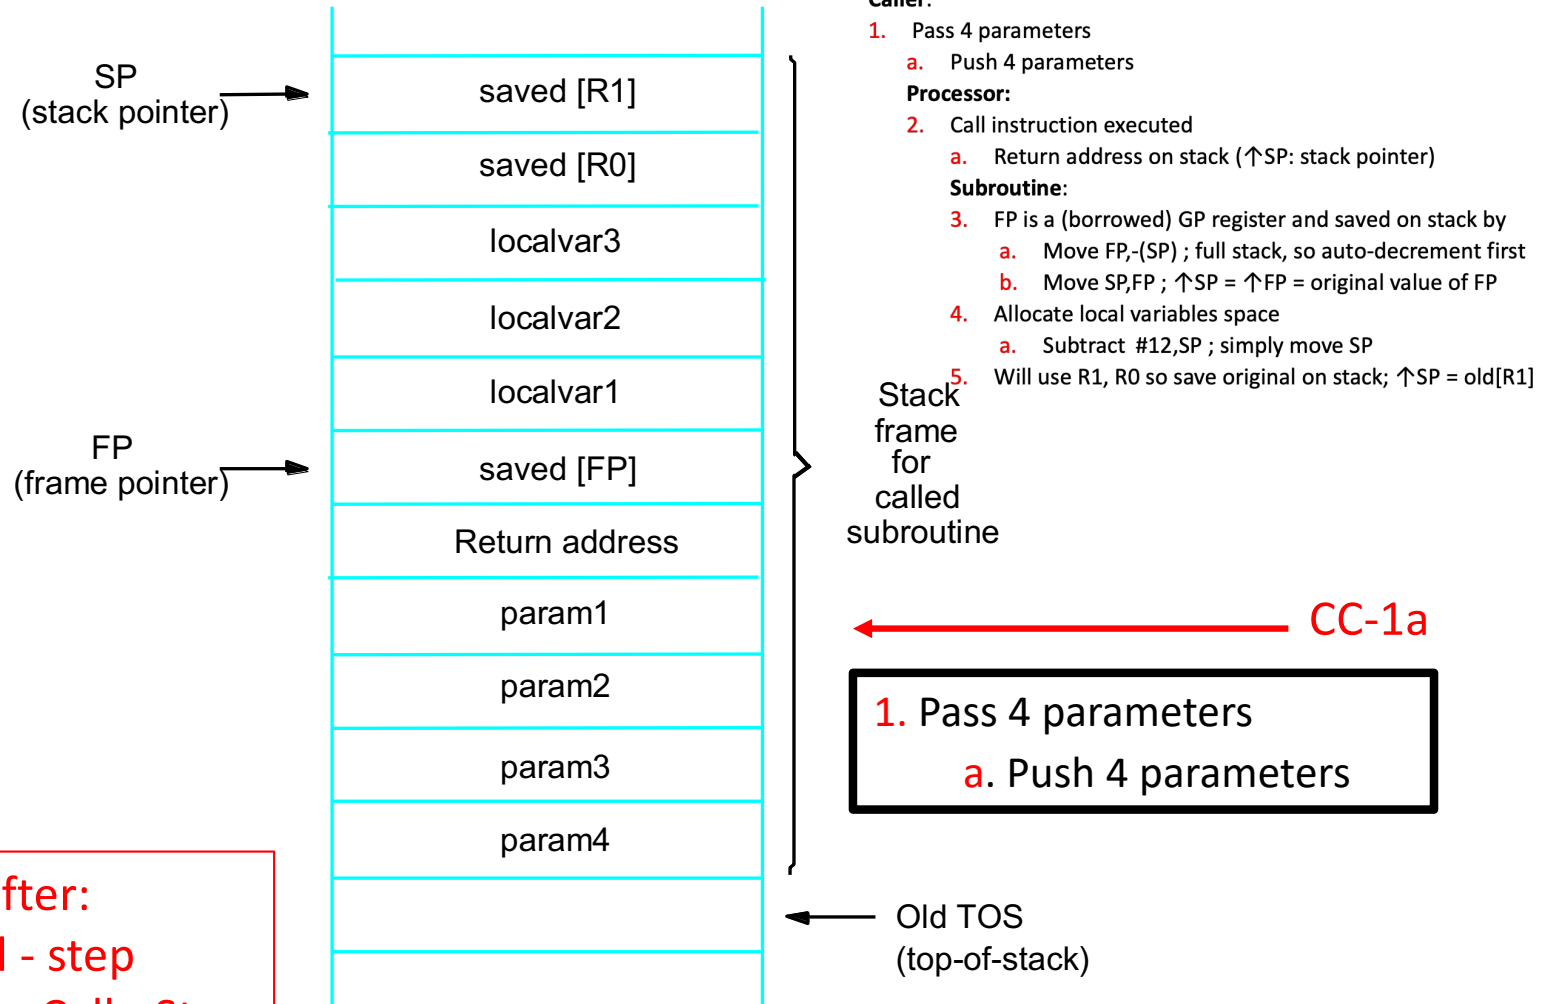 Caller:
1. Pass 4 parameters
a. Push 4 parameters
Processor:
2. Call instruction executed
a. Return address on stack (↑SP: stack pointer)
Subroutine:
3. FP is a (borrowed) GP register and saved on stack by
a. Move FP,-(SP) ; full stack, so auto-decrement first
b. Move SP,FP ; ↑SP = ↑FP = original value of FP
4. Allocate local variables space
a. Subtract #12,SP ; simply move SP
5. Will use R1, R0 so save original on stack; ↑SP = old[R1]
SP
(stack pointer)
saved [R1]
saved [R0]
localvar3
localvar2
localvar1
FP
(frame pointer)
saved [FP]
Return address
param1
param2
param3
param4
Stack
frame
for
called
subroutine
CC-1a
1. Pass 4 parameters
a. Push 4 parameters
Old TOS
(top-of-stack)
fter:
- step